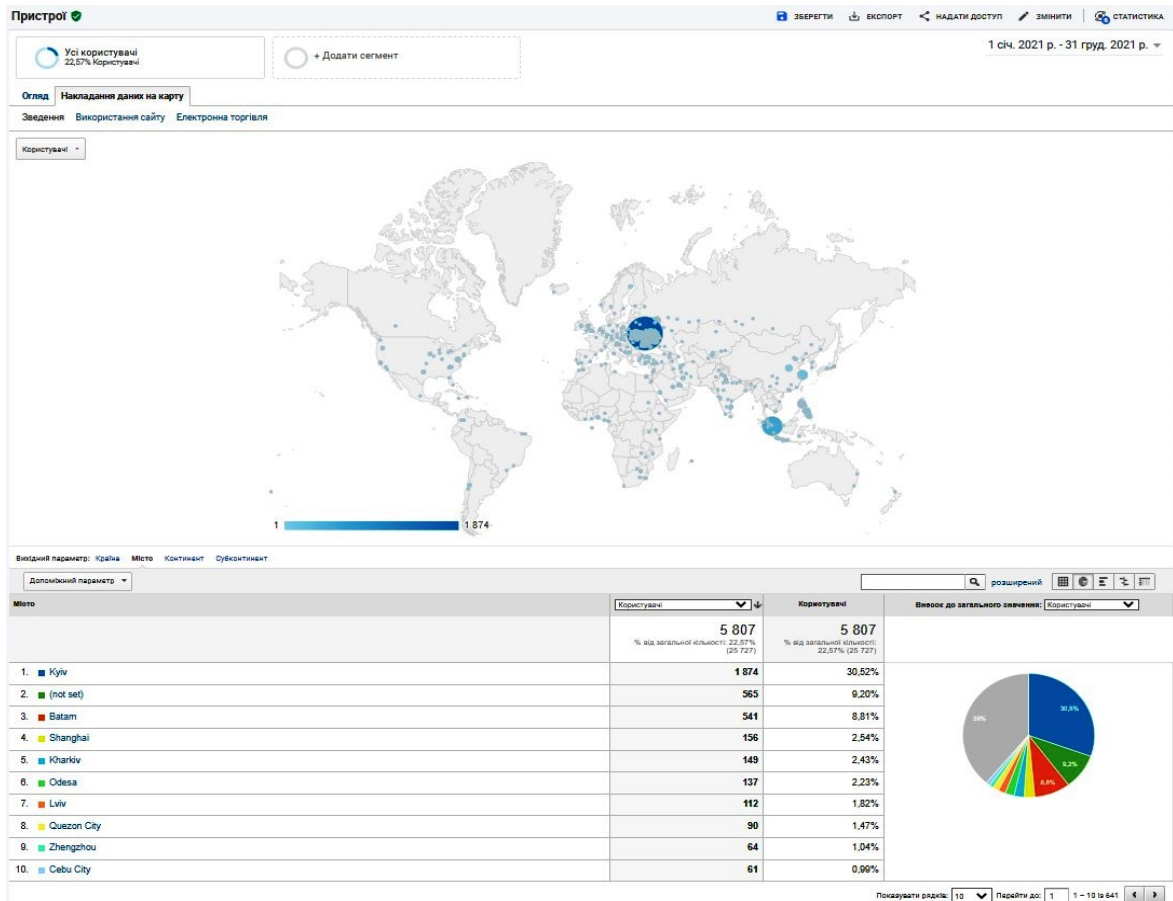 Пристрої
ЗБЕРЕГТИ ЕКСПОРТ НАДАТИ ДОСТУП ЗМІНИТИ СТАТИСТИКА
Усі користувачі
22,57% Користувачі
+ Додати сегмент
1 січ. 2021 р. - 31 груд. 2021 р.
Огляд Накладання даних на карту
Зведення Використання сайту Електронна торгівля
Користувачі
1 1 874
Вихідний параметр: Країна Місто Континент Субконтинент
Допоміжний параметр
розширений
Місто Користувачі Користувачі Внесок до загального значення: Користувачі
5 807 5 807
% від загальної кількості: 22,57% (25 727) % від загальної кількості: 22,57% (25 727)
1. Kyiv 1 874 30,52%
2. (not set) 565 9,20%
3. Batam 541 8,81%
4. Shanghai 156 2,54%
5. Kharkiv 149 2,43%
6. Odesa 137 2,23%
7. Lviv 112 1,82%
8. Quezon City 90 1,47%
9. Zhengzhou 64 1,04%
10. Cebu City 61 0,99%
30,5%
39%
9,2%
8,8%
Показувати рядків: 10 Перейти до: 1 1 – 10 із 641